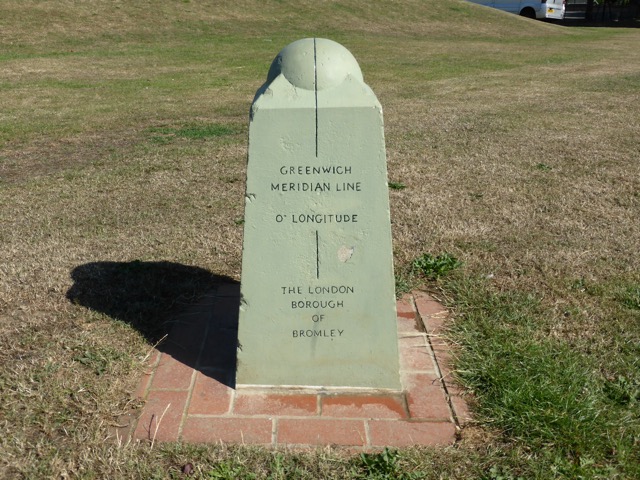 GREENWICH
MERIDIAN LINE
0° LONGITUDE
THE LONDON
BOROUGH
OF
BROMLEY